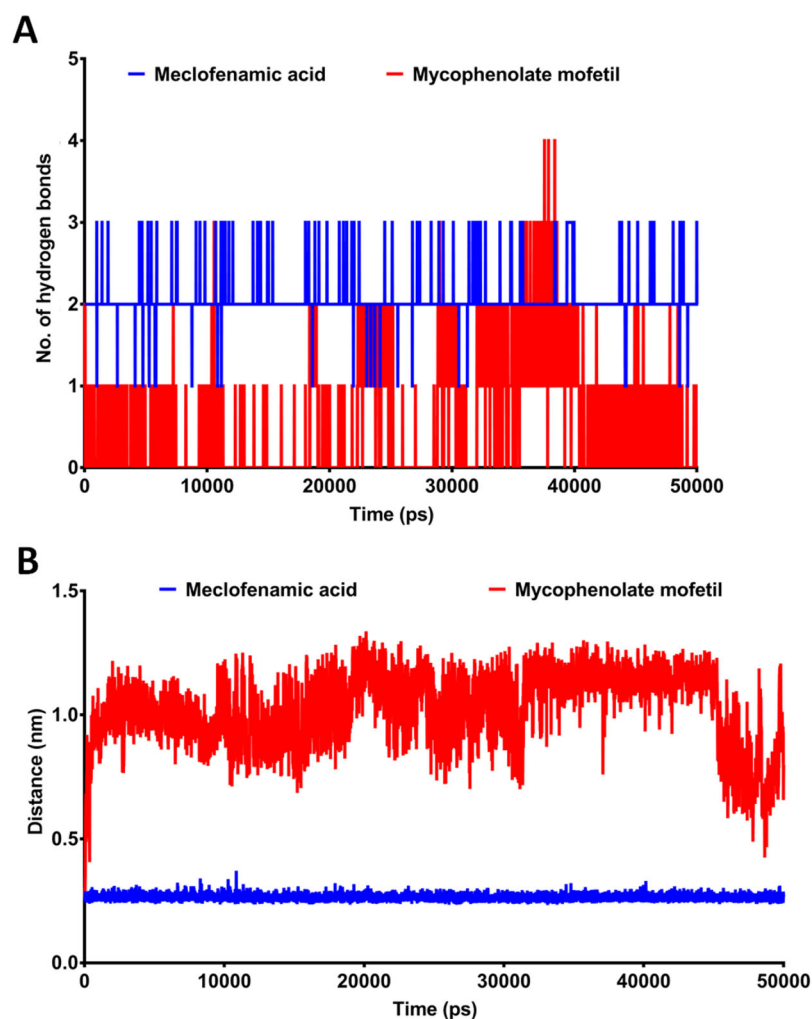 A
Meclofenamic acid Mycophenolate mofetil
No. of hydrogen bonds
5
4
3
2
1
0
0 10000 20000 30000 40000 50000
Time (ps)
B
Meclofenamic acid Mycophenolate mofetil
Distance (nm)
1.5
1.0
0.5
0.0
0 10000 20000 30000 40000 50000
Time (ps)